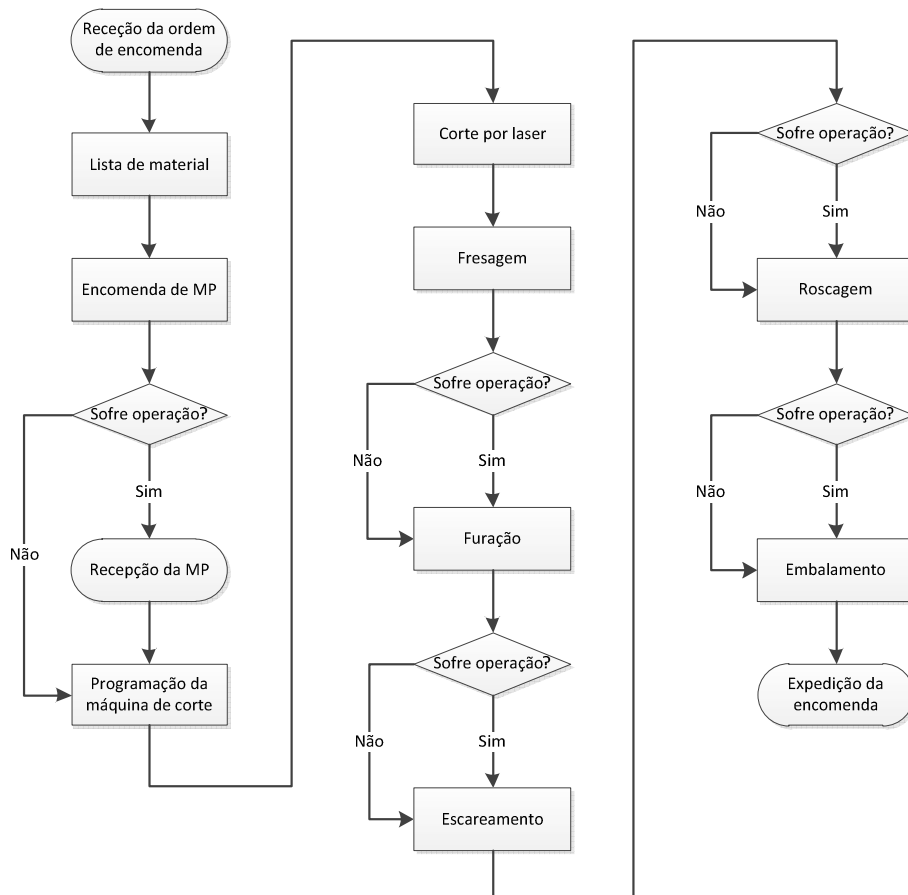 Receção da ordem
de encomenda
Lista de material
Encomenda de MP
Sofre operação?
Sim
Não
Recepção da MP
Programação da
máquina de corte
Corte por laser
Fresagem
Sofre operação?
Não
Sim
Furação
Sofre operação?
Não
Sim
Escareamento
Sofre operação?
Não
Sim
Roscagem
Sofre operação?
Não
Sim
Embalamento
Expedição da
encomenda